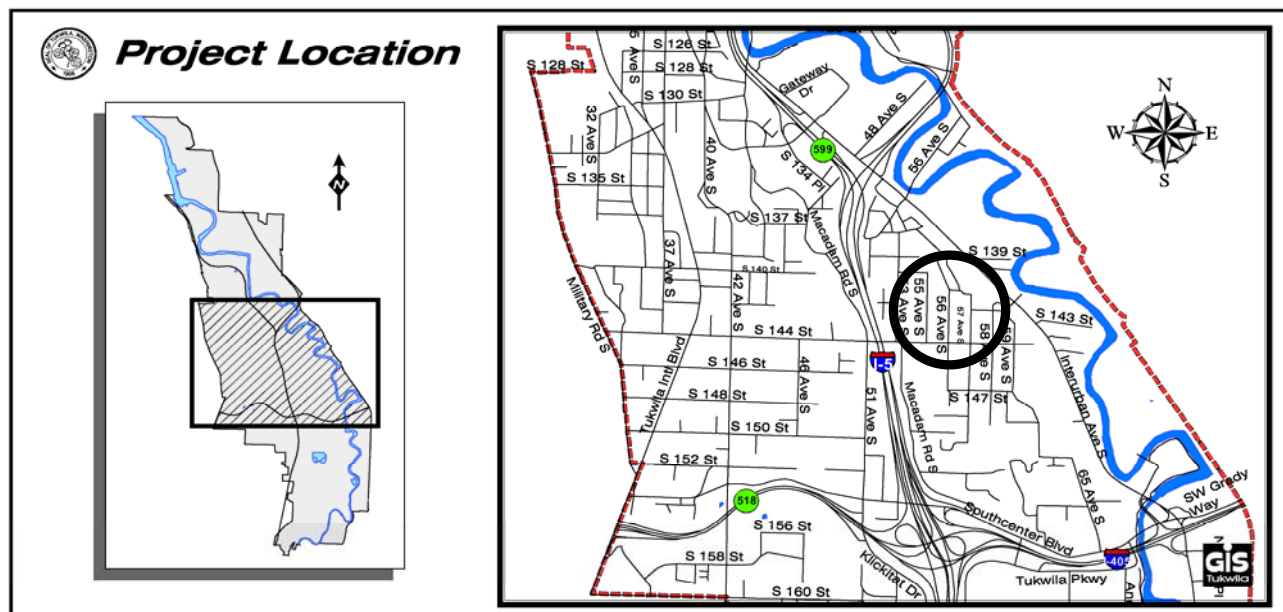 SEAL OF TUKWILA, WASHINGTON
1908
Project Location
N
S 126 St
S 128 St
S 128 St
S 130 St
Gateway
Dr
32 Ave S
40 Ave S
48 Ave S
56 Ave S
599
S 134 Pl
S 135 St
S 137 St
Macadam Rd S
37 Ave S
S 139 St
S 140 St
42 Ave S
Military Rd S
55 Ave S
56 Ave S
57 Ave S
58 Ave S
59 Ave S
S 143 St
S 144 St
I-5
S 146 St
46 Ave S
Tukwila Intl Blvd
S 147 St
S 148 St
51 Ave S
Macadam Rd S
Interurban Ave S
S 150 St
S 152 St
65 Ave S
SW Grady
Way
518
S 156 St
Southcenter Blvd
S 158 St
Klickitat Dr
Tukwila Pkwy
S 160 St
N
W
E
S
GIS
Tukwila